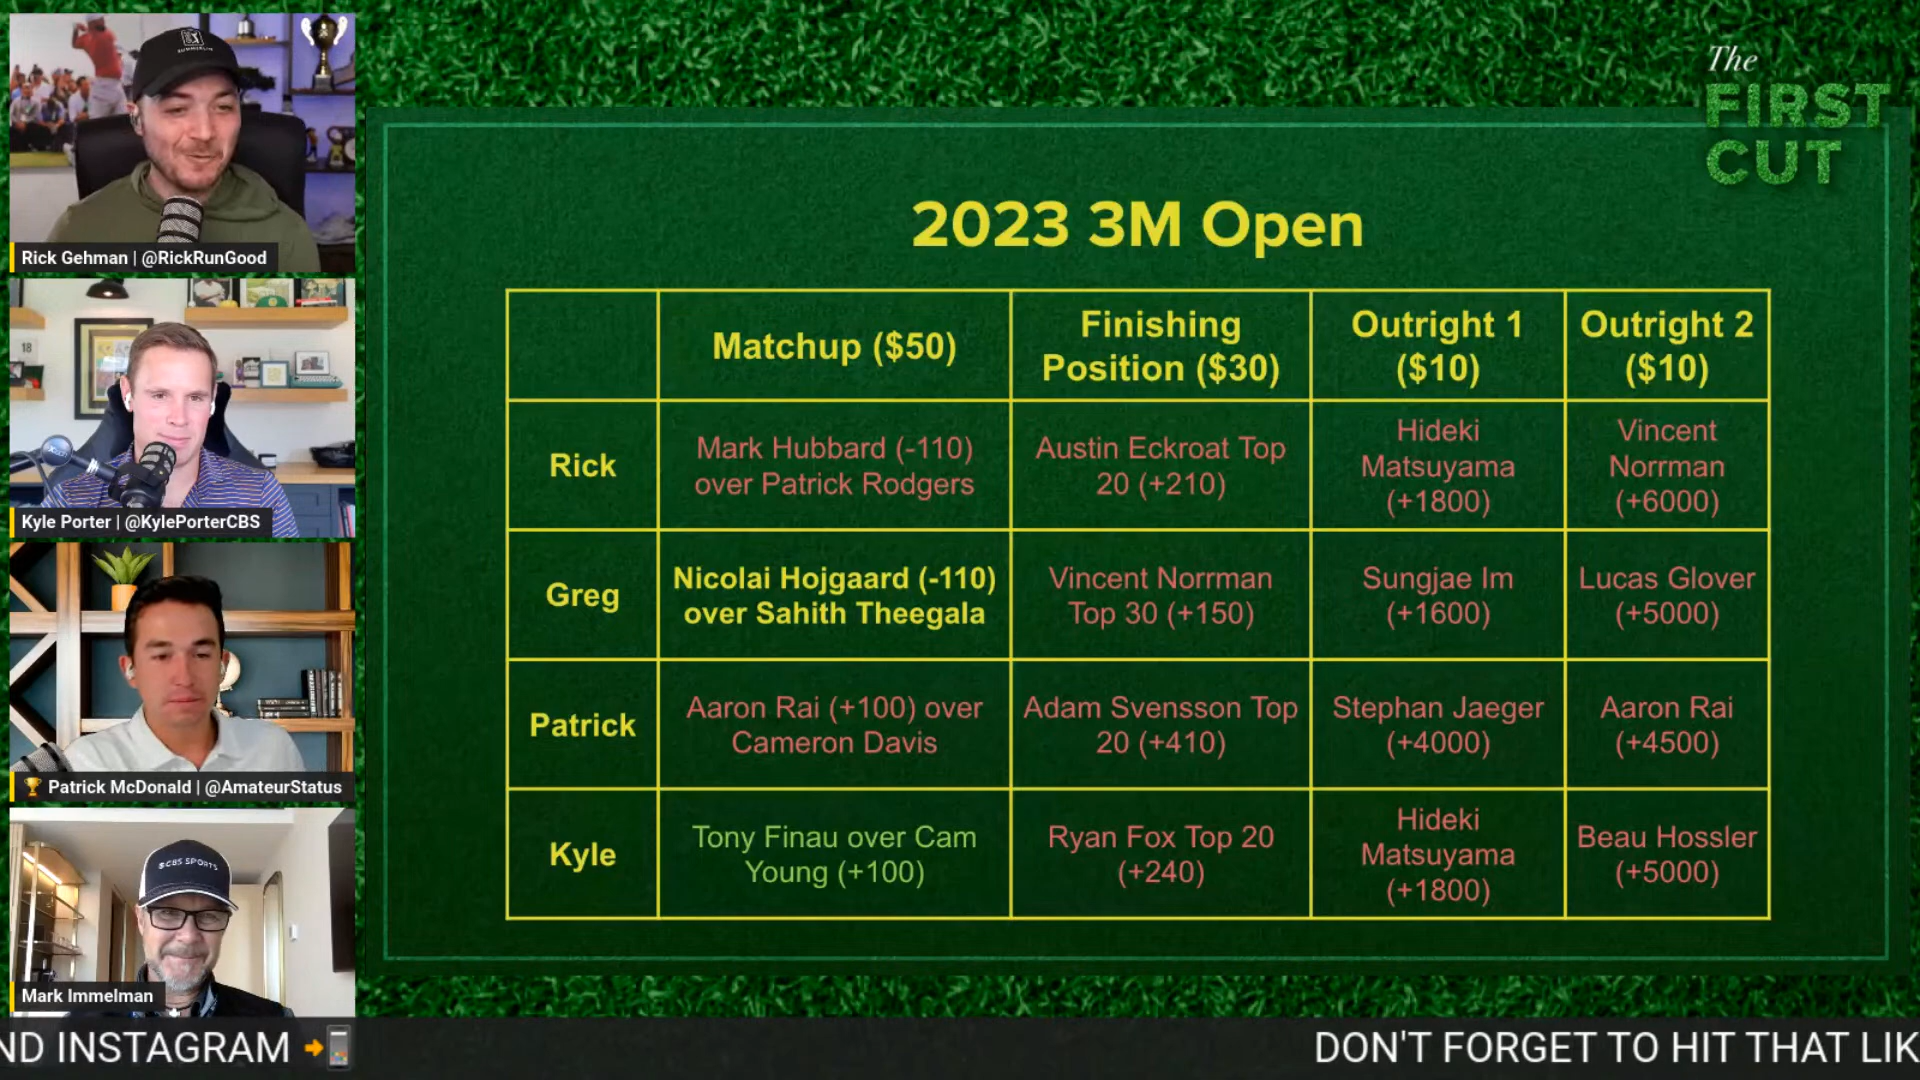 The
FIRST
CUT
2023 3M Open
Matchup ($50)
Finishing
Position ($30)
Outright 1
($10)
Outright 2
($10)
Rick
Mark Hubbard (-110)
over Patrick Rodgers
Austin Eckroat Top
20 (+210)
Hideki
Matsuyama
(+1800)
Vincent
Norrman
(+6000)
Greg
Nicolai Hojgaard (-110)
over Sahith Theegala
Vincent Norrman
Top 30 (+150)
Sungjae Im
(+1600)
Lucas Glover
(+5000)
Patrick
Aaron Rai (+100) over
Cameron Davis
Adam Svensson Top
20 (+410)
Stephan Jaeger
(+4000)
Aaron Rai
(+4500)
Kyle
Tony Finau over Cam
Young (+100)
Ryan Fox Top 20
(+240)
Hideki
Matsuyama
(+1800)
Beau Hossler
(+5000)
Rick Gehman | @RickRunGood
18
Kyle Porter | @KylePorterCBS
Patrick McDonald | @AmateurStatus
CBS SPORTS
Mark Immelman
ND INSTAGRAM
DON'T FORGET TO HIT THAT LIK